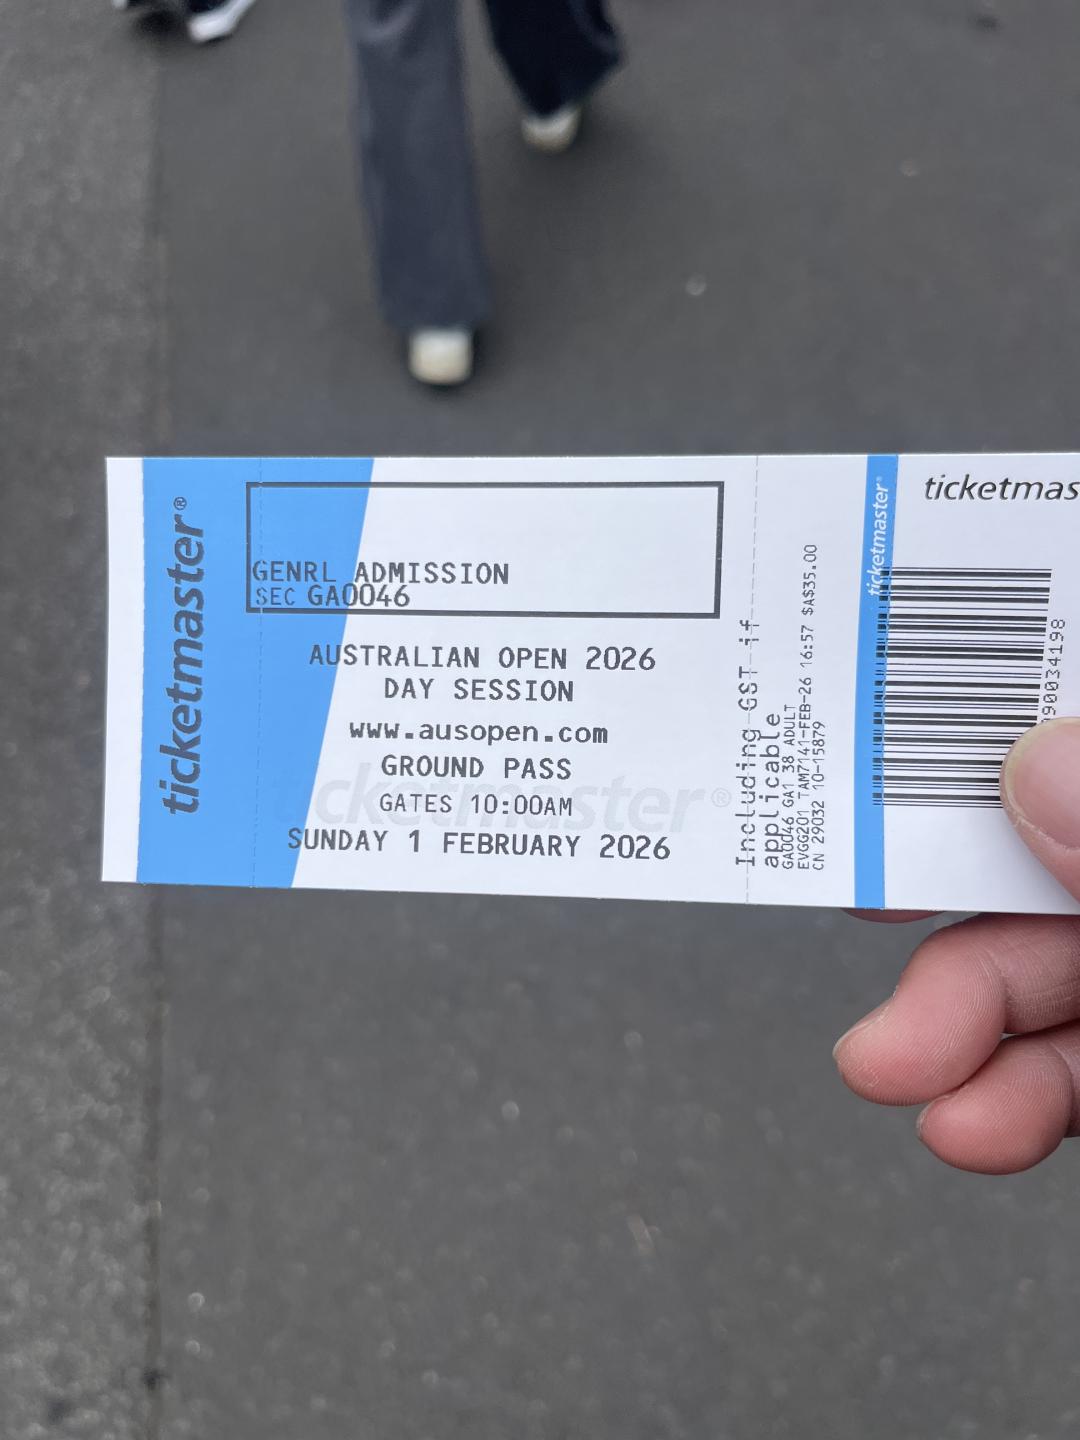 ticketmaster®
GENRL ADMISSION
SEC GA0046
AUSTRALIAN OPEN 2026
DAY SESSION
www.ausopen.com
GROUND PASS
GATES 10:00AM
SUNDAY 1 FEBRUARY 2026
ticketmaster®
Including GST if
applicable
GA0046 GA1 38 ADULT
EVGG201 TAM7141-FEB-26 16:57 $A$35.00
CN 29032 10-15879
ticketmaster®
ticketmas
90034198